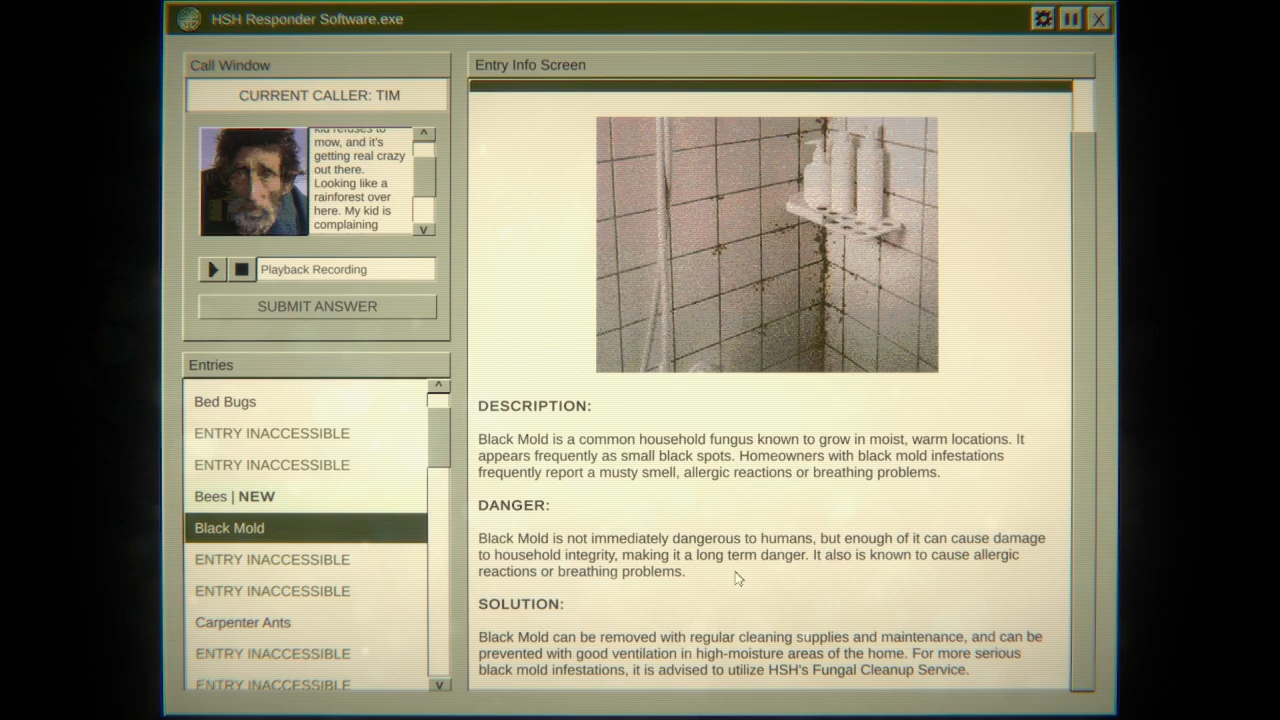 HSH Responder Software.exe
X
Call Window
CURRENT CALLER: TIM
kid refuses to
mow, and it's
getting real crazy
out there.
Looking like a
rainforest over
here. My kid is
complaining
Playback Recording
SUBMIT ANSWER
Entries
Bed Bugs
ENTRY INACCESSIBLE
ENTRY INACCESSIBLE
Bees | NEW
Black Mold
ENTRY INACCESSIBLE
ENTRY INACCESSIBLE
Carpenter Ants
ENTRY INACCESSIBLE
ENTRY INACCESSIBLE
Entry Info Screen
DESCRIPTION:
Black Mold is a common household fungus known to grow in moist, warm locations. It
appears frequently as small black spots. Homeowners with black mold infestations
frequently report a musty smell, allergic reactions or breathing problems.
DANGER:
Black Mold is not immediately dangerous to humans, but enough of it can cause damage
to household integrity, making it a long term danger. It also is known to cause allergic
reactions or breathing problems.
SOLUTION:
Black Mold can be removed with regular cleaning supplies and maintenance, and can be
prevented with good ventilation in high-moisture areas of the home. For more serious
black mold infestations, it is advised to utilize HSH's Fungal Cleanup Service.